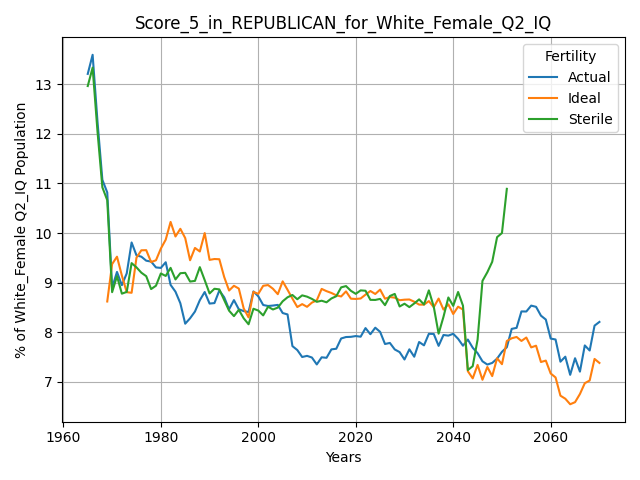 Score_5_in_REPUBLICAN_for_White_Female_Q2_IQ
Fertility
Actual
Ideal
Sterile
% of White_Female Q2_IQ Population
13
12
11
10
9
8
7
1960
1980
2000
2020
2040
2060
Years